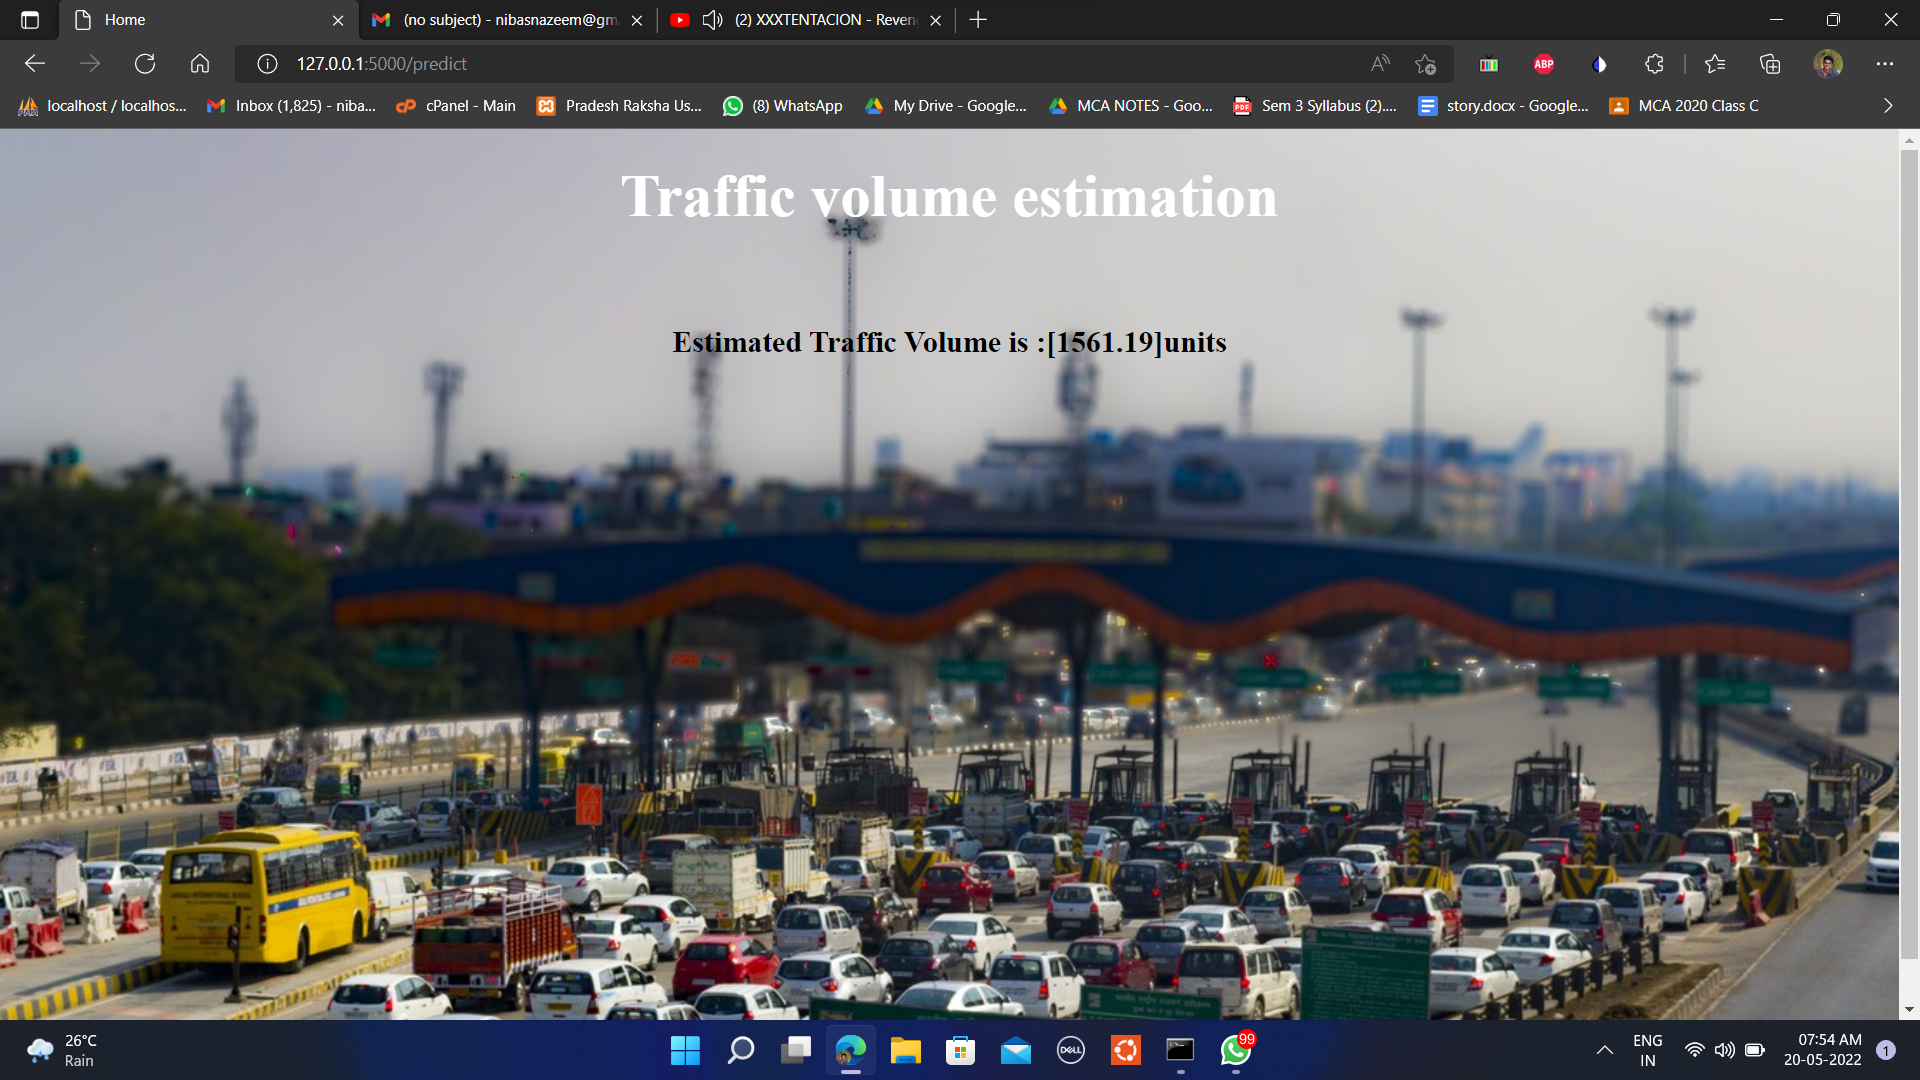 Home
(no subject) - nibasnazeem@gm
(2) XXXTENTACION - Reven
127.0.0.1:5000/predict
ABP
localhost / localhos...
Inbox (1,825) - niba...
cPanel - Main
Pradesh Raksha Us...
(8) WhatsApp
My Drive - Google...
MCA NOTES - Goo...
Sem 3 Syllabus (2)....
story.docx - Google...
MCA 2020 Class C
Traffic volume estimation
Estimated Traffic Volume is :[1561.19]units
26°C
Rain
DELL
99
ENG
IN
07:54 AM
20-05-2022
1